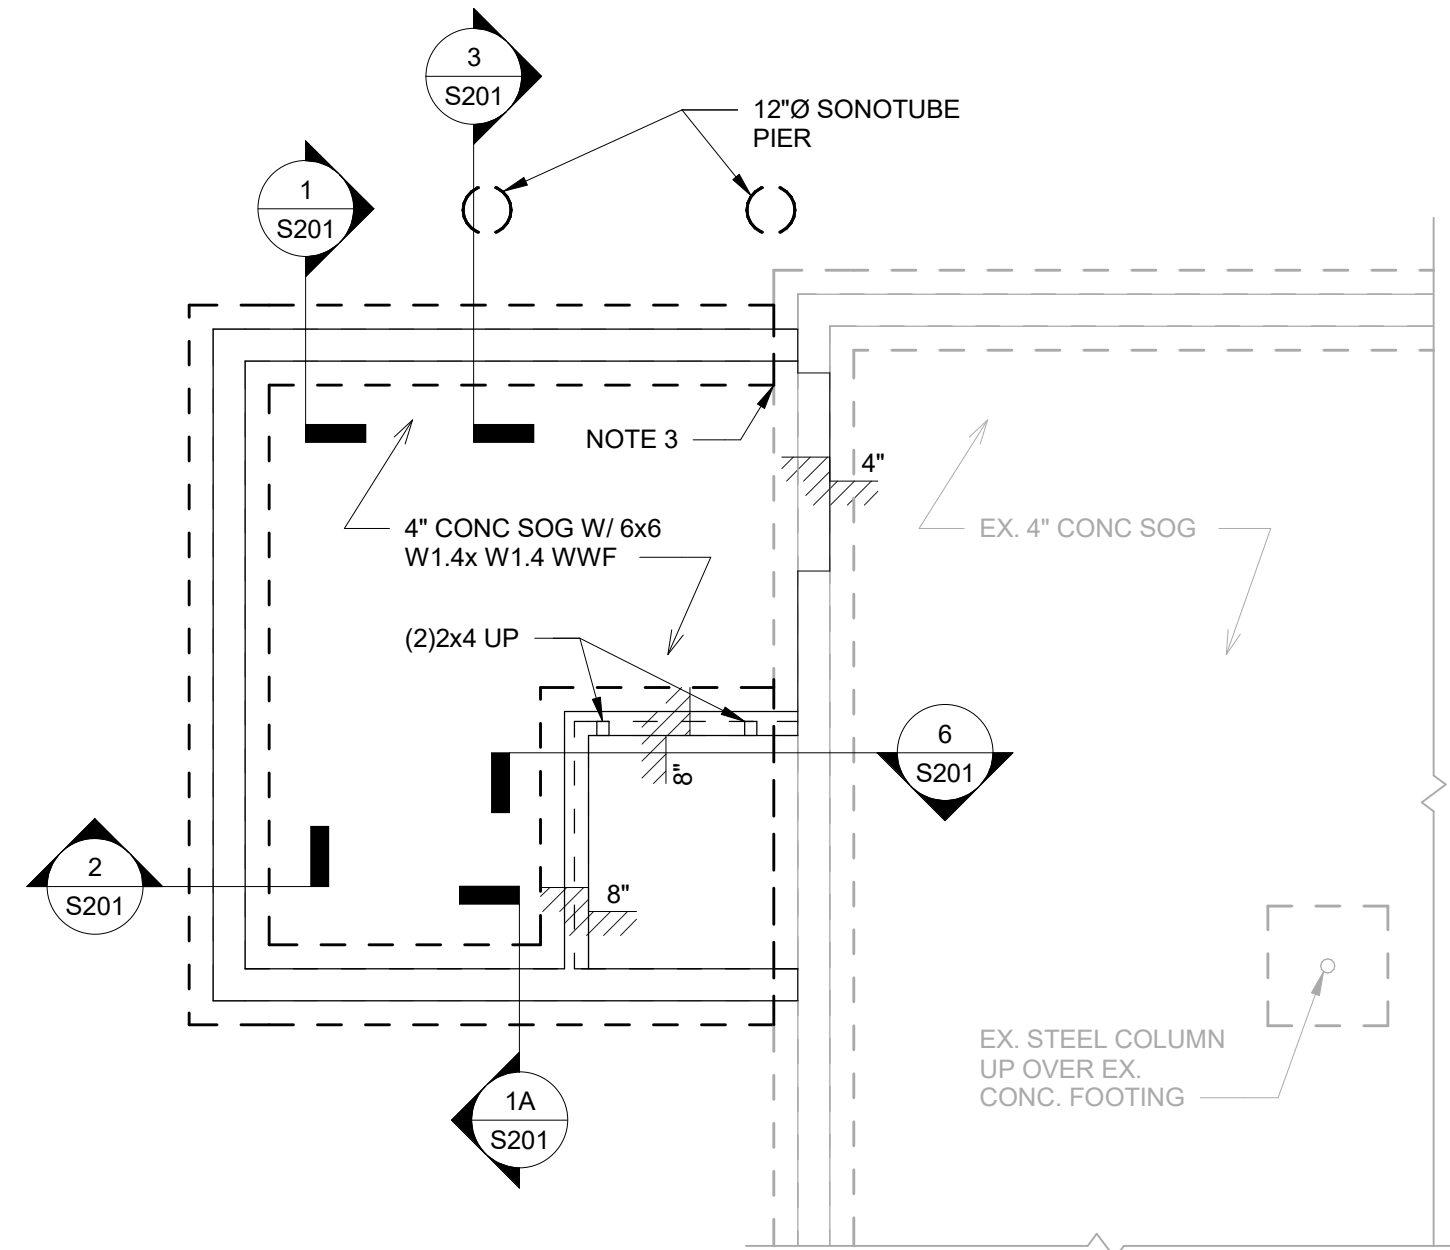 3
S201
12"Ø SONOTUBE
PIER
1
S201
NOTE 3
4"
4" CONC SOG W/ 6x6
W1.4x W1.4 WWF
EX. 4" CONC SOG
(2)2x4 UP
6
S201
8"
2
S201
8"
EX. STEEL COLUMN
UP OVER EX.
CONC. FOOTING
1A
S201